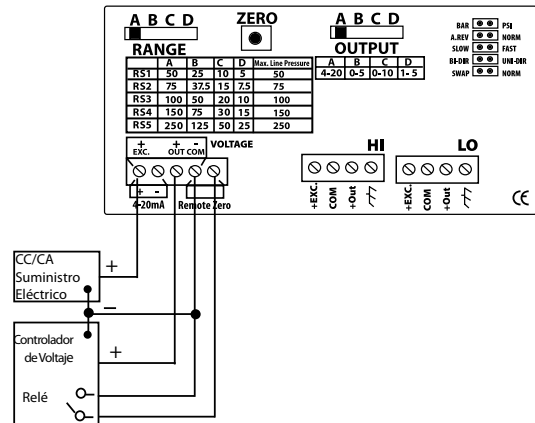 A B C D
ZERO
A B C D
RANGE
OUTPUT
A B C D Max. Line Pressure
RS1 50 25 10 5 50
RS2 75 37.5 15 7.5 75
RS3 100 50 20 10 100
RS4 150 75 30 15 150
RS5 250 125 50 25 250
A B C D
4-20 0-5 0-10 1- 5
BAR PSI
A.REV NORM
SLOW FAST
BI-DIR UNI-DIR
SWAP NORM
+ + - VOLTAGE
EXC. OUT COM
+ -
4-20mA Remote Zero
HI
+EXC. COM +Out
LO
+EXC. COM +Out
CE
CC/CA
Suministro
Eléctrico
+
−
Controlador
de Voltaje
+
Relé